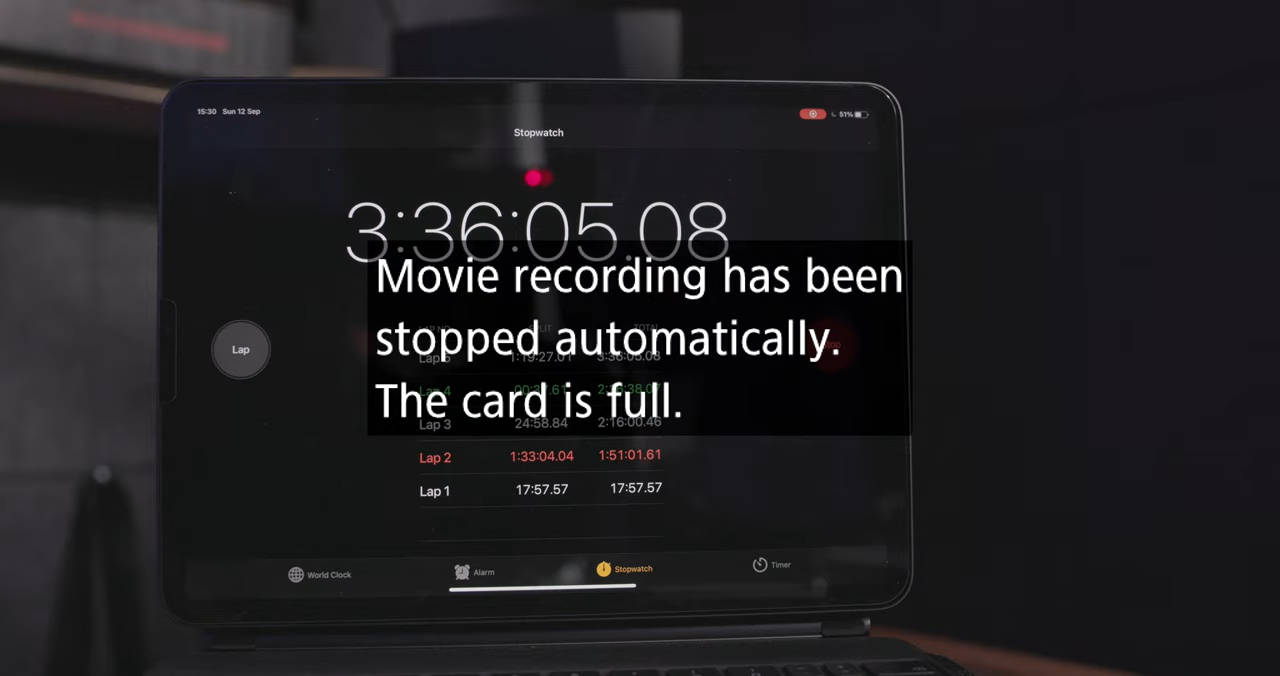 15:30 Sun 12 Sep
51%
Stopwatch
3:36:05.08
Movie recording has been
stopped automatically.
The card is full.
Lap
Lap 3 24:58.84 2:16:00.46
Lap 2 1:33:04.04 1:51:01.61
Lap 1 17:57.57 17:57.57
World Clock
Alarm
Stopwatch
Timer